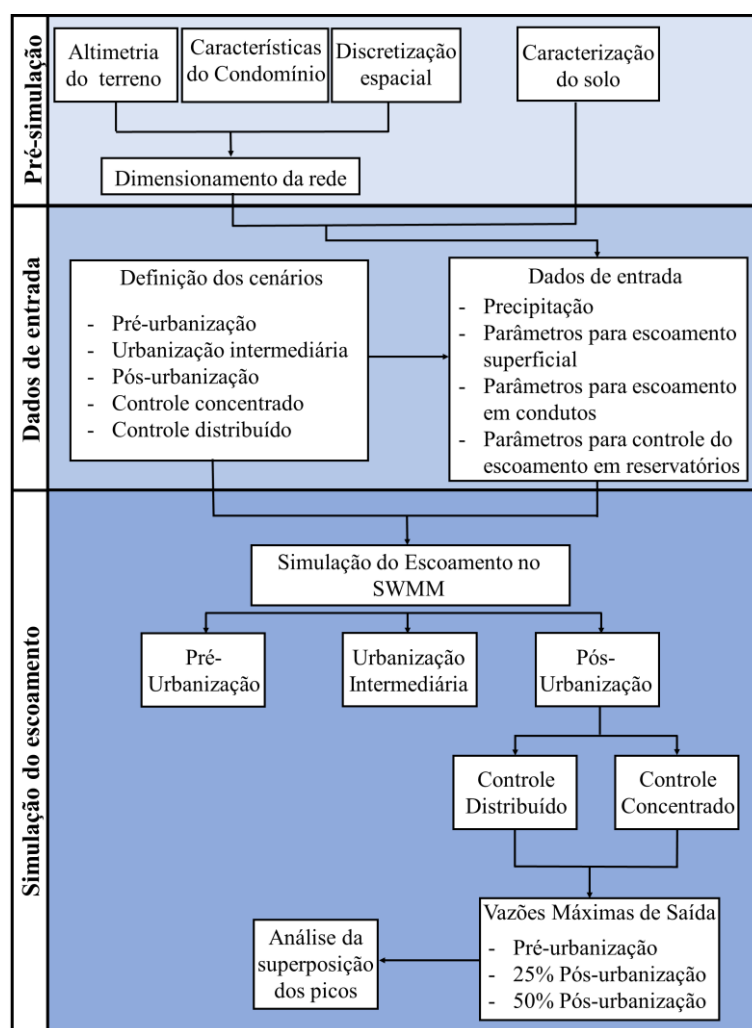 Pré-simulação
Altimetria
do terreno
Características
do Condomínio
Discretização
espacial
Caracterização
do solo
Dimensionamento da rede
Dados de entrada
Definição dos cenários
- Pré-urbanização
- Urbanização intermediária
- Pós-urbanização
- Controle concentrado
- Controle distribuído
Dados de entrada
- Precipitação
- Parâmetros para escoamento
superficial
- Parâmetros para escoamento
em condutos
- Parâmetros para controle do
escoamento em reservatórios
Simulação do escoamento
Simulação do Escoamento no
SWMM
Pré-
Urbanização
Urbanização
Intermediária
Pós-
Urbanização
Controle
Distribuído
Controle
Concentrado
Vazões Máximas de Saída
- Pré-urbanização
- 25% Pós-urbanização
- 50% Pós-urbanização
Análise da
superposição
dos picos